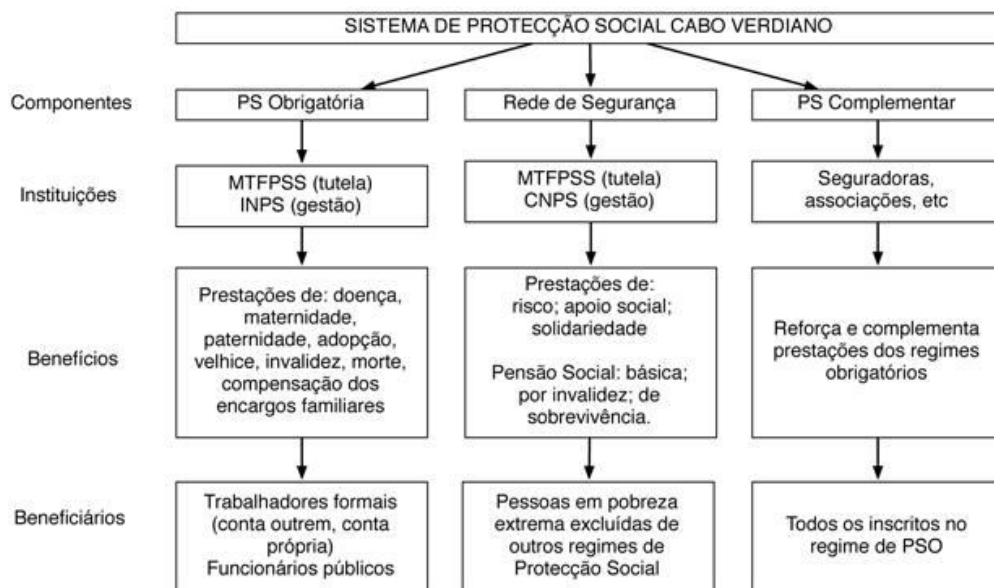 SISTEMA DE PROTECÇÃO SOCIAL CABO VERDIANO
Componentes
PS Obrigatória
Rede de Segurança
PS Complementar
Instituições
MTFPSS (tutela)
INPS (gestão)
MTFPSS (tutela)
CNPS (gestão)
Seguradoras,
associações, etc
Benefícios
Prestações de: doença,
maternidade,
paternidade, adopção,
velhice, invalidez, morte,
compensação dos
encargos familiares
Prestações de:
risco; apoio social;
solidariedade
Pensão Social: básica;
por invalidez; de
sobrevivência.
Reforça e complementa
prestações dos regimes
obrigatórios
Beneficiários
Trabalhadores formais
(conta outrem, conta
própria)
Funcionários públicos
Pessoas em pobreza
extrema excluídas de
outros regimes de
Protecção Social
Todos os inscritos no
regime de PSO